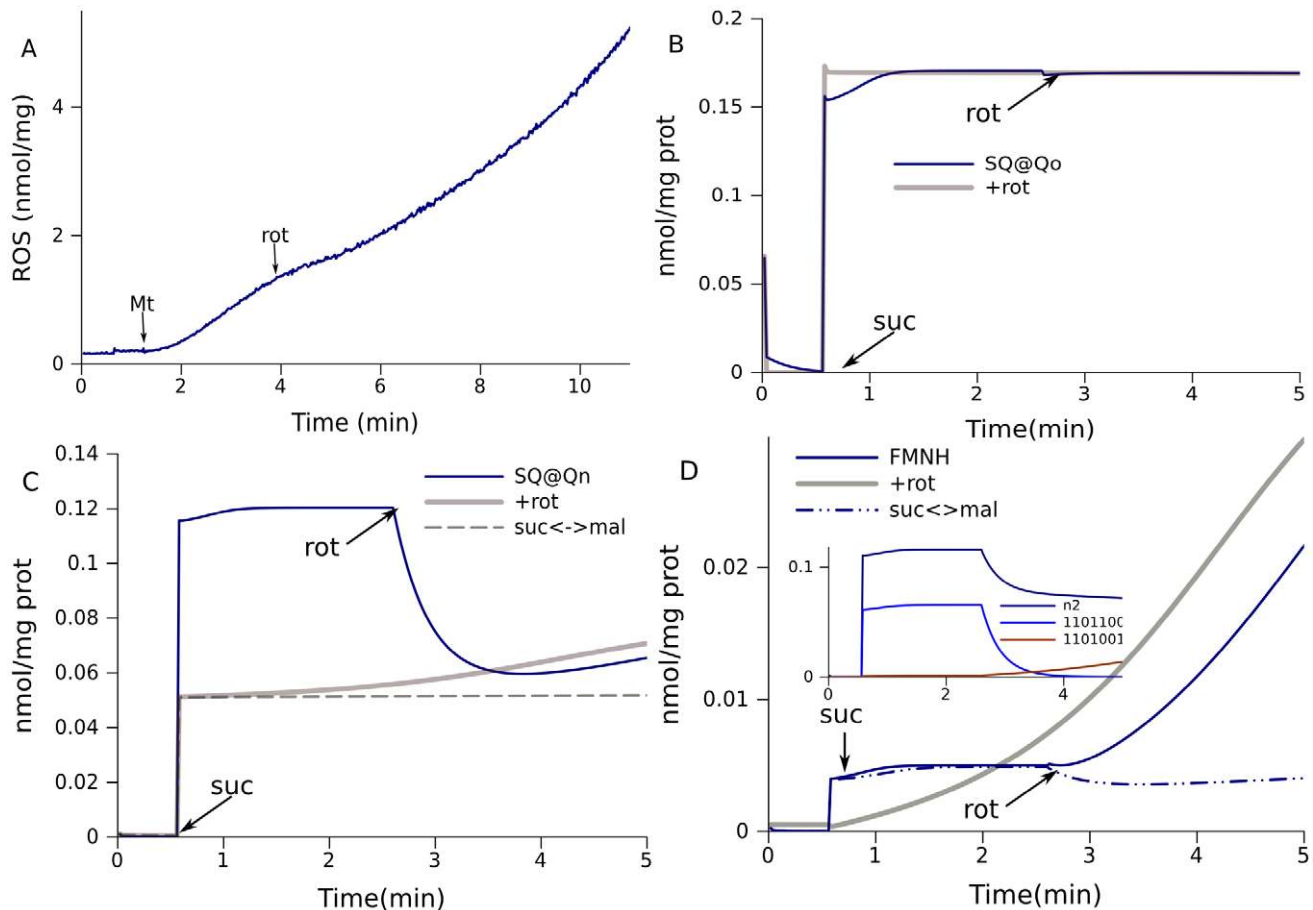 A
ROS (nmol/mg)
4
2
0
Mt
rot
0 2 4 6 8 10
Time (min)
B
nmol/mg prot
0.2
0.15
0.1
0.05
0
rot
SQ@Qo
+rot
suc
0 1 2 3 4 5
Time(min)
C
nmol/mg prot
0.14
0.12
0.10
0.08
0.06
0.04
0.02
0
SQ@Qn
+rot
suc<->mal
rot
suc
0 1 2 3 4 5
Time(min)
D
nmol/mg prot
0.02
0.01
0
FMNH
+rot
suc<>mal
0.1
0
n2
1101100
1101001
0 2 4
suc
rot
0 1 2 3 4 5
Time(min)